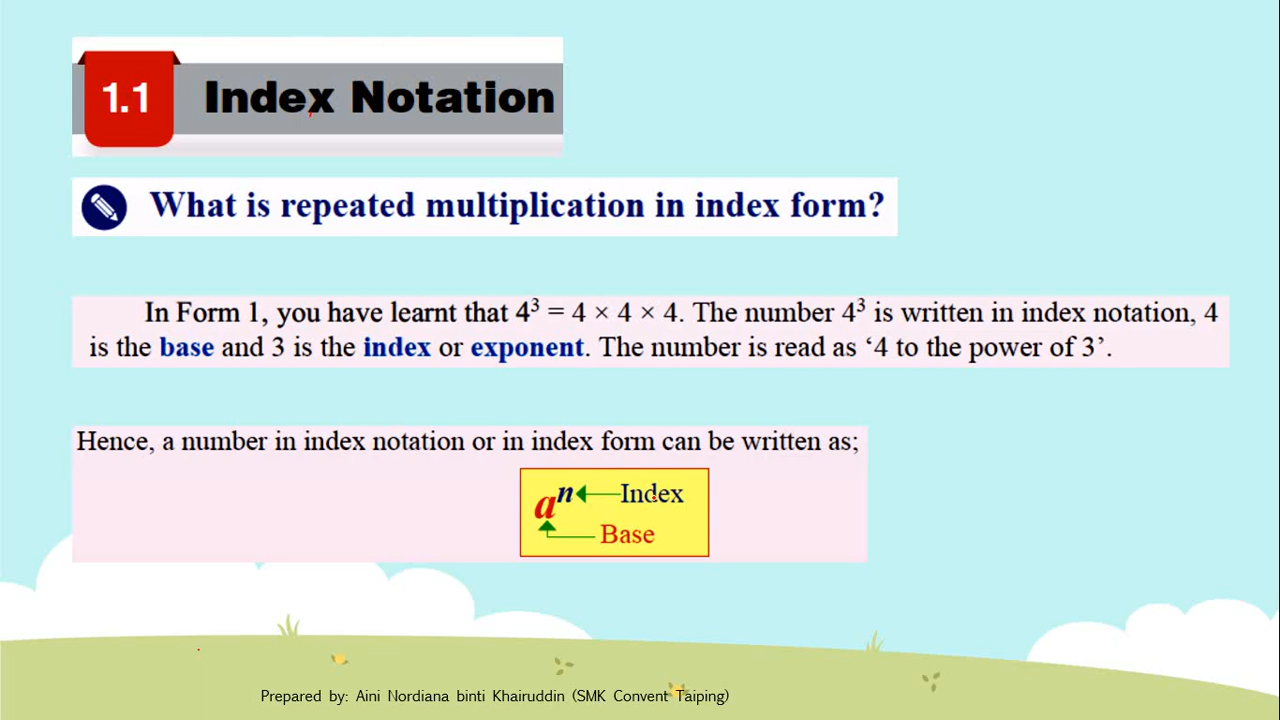 1.1 Index Notation
What is repeated multiplication in index form?
In Form 1, you have learnt that 4³ = 4 × 4 × 4. The number 4³ is written in index notation, 4
is the base and 3 is the index or exponent. The number is read as ‘4 to the power of 3’.
Hence, a number in index notation or in index form can be written as;
aⁿ Index
Base
Prepared by: Aini Nordiana binti Khairuddin (SMK Convent Taiping)